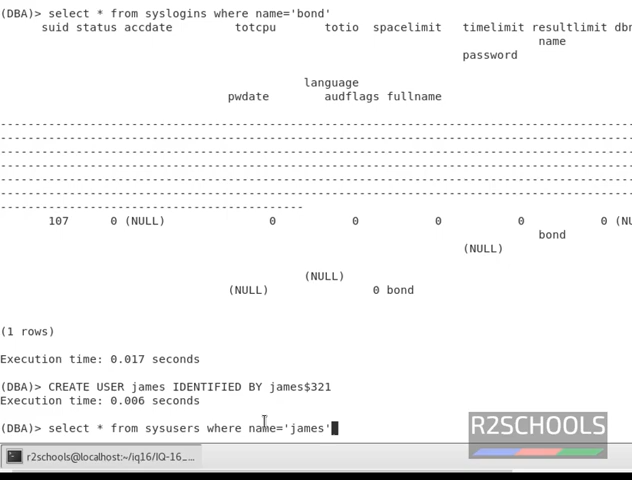 (DBA)> select * from syslogins where name='bond'
suid status accdate totcpu totio spacelimit timelimit resultlimit dbn
name
password
language
pwdate audflags fullname
--------------------------------------------------------------------------------------------
--------------------------------------------------------------------------------------------
--------------------------------------------------------------------------------------------
--------------------------------------------------------------------------------------------
--------------------------------------------------------------------------------------------
--------------------------------------------------------------------------------------------
--------------------------------------------
107 0 (NULL) 0 0 0 0 0 (NU
bond
(NULL)
(NULL)
(NULL) 0 bond
(1 rows)
Execution time: 0.017 seconds
(DBA)> CREATE USER james IDENTIFIED BY james$321
Execution time: 0.006 seconds
(DBA)> select * from sysusers where name='james'
R2SCHOOLS
r2schools@localhost:~/iq16/IQ-16_...